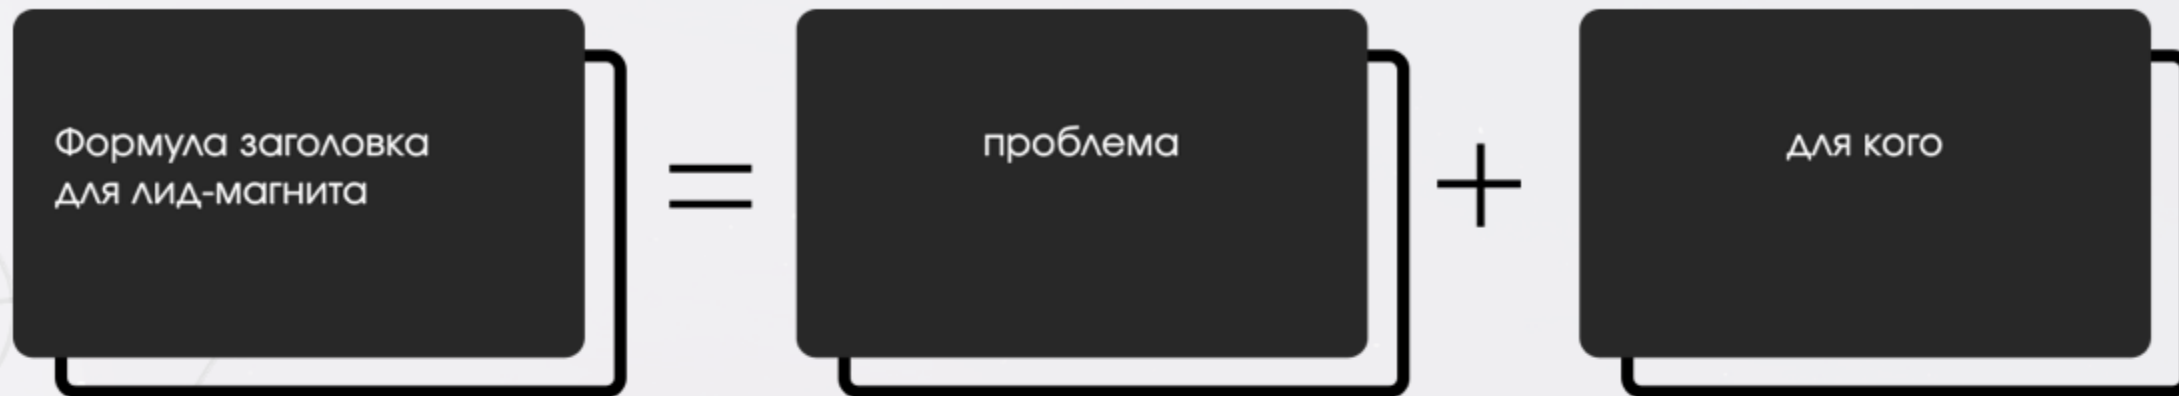 Формула заголовка
для лид-магнита
=
проблема
+
для кого